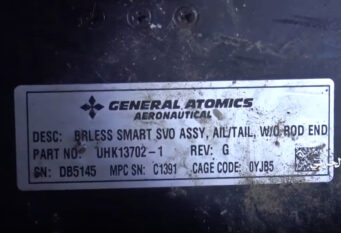 GENERAL ATOMICS
AERONAUTICAL
DESC: BRLESS SMART SVO ASSY, AIL/TAIL, W/O ROD END
PART NO: UHK13702-1 REV: G
SN: DB5145 MPC SN: C1391 CAGE CODE: 0YJB5